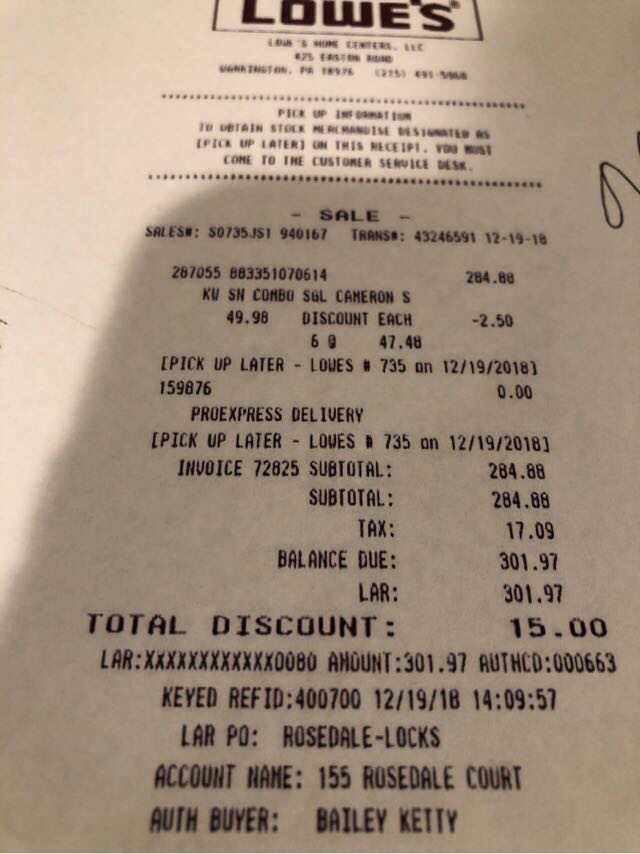 LOWE'S®
LOWE'S HOME CENTERS, LLC
425 EASTON ROAD
WARRINGTON, PA 18976 (215) 491-5068
PICK UP INFORMATION
TO OBTAIN STOCK MERCHANDISE DESIGNATED AS
[PICK UP LATER] ON THIS RECEIPT. YOU MUST
COME TO THE CUSTOMER SERVICE DESK.
- SALE -
SALES#: S0735JS1 940167 TRANS#: 43246591 12-19-18
287055 883351070614 284.88
KV SN COMBO SGL CAMERON S
49.98 DISCOUNT EACH -2.50
6 @ 47.48
[PICK UP LATER - LOWES # 735 on 12/19/2018]
159876 0.00
PROEXPRESS DELIVERY
[PICK UP LATER - LOWES # 735 on 12/19/2018]
INVOICE 72825 SUBTOTAL: 284.88
SUBTOTAL: 284.88
TAX: 17.09
BALANCE DUE: 301.97
LAR: 301.97
TOTAL DISCOUNT: 15.00
LAR:XXXXXXXXXXXX0080 AMOUNT:301.97 AUTHCD:000663
KEYED REFID:400700 12/19/18 14:09:57
LAR PO: ROSEDALE-LOCKS
ACCOUNT NAME: 155 ROSEDALE COURT
AUTH BUYER: BAILEY KETTY